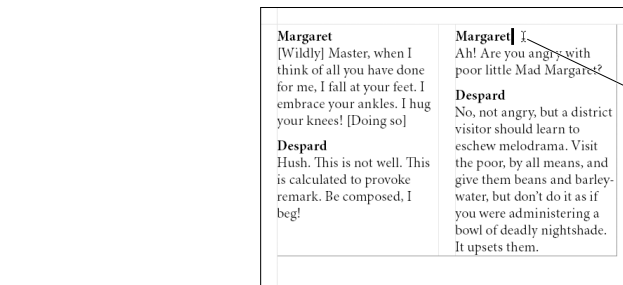 Margaret
[Wildly] Master, when I
think of all you have done
for me, I fall at your feet. I
embrace your ankles. I hug
your knees! [Doing so]
Despard
Hush. This is not well. This
is calculated to provoke
remark. Be composed, I
beg!
Margaret
Ah! Are you angry with
poor little Mad Margaret?
Despard
No, not angry, but a district
visitor should learn to
eschew melodrama. Visit
the poor, by all means, and
give them beans and barley-
water, but don’t do it as if
you were administering a
bowl of deadly nightshade.
It upsets them.